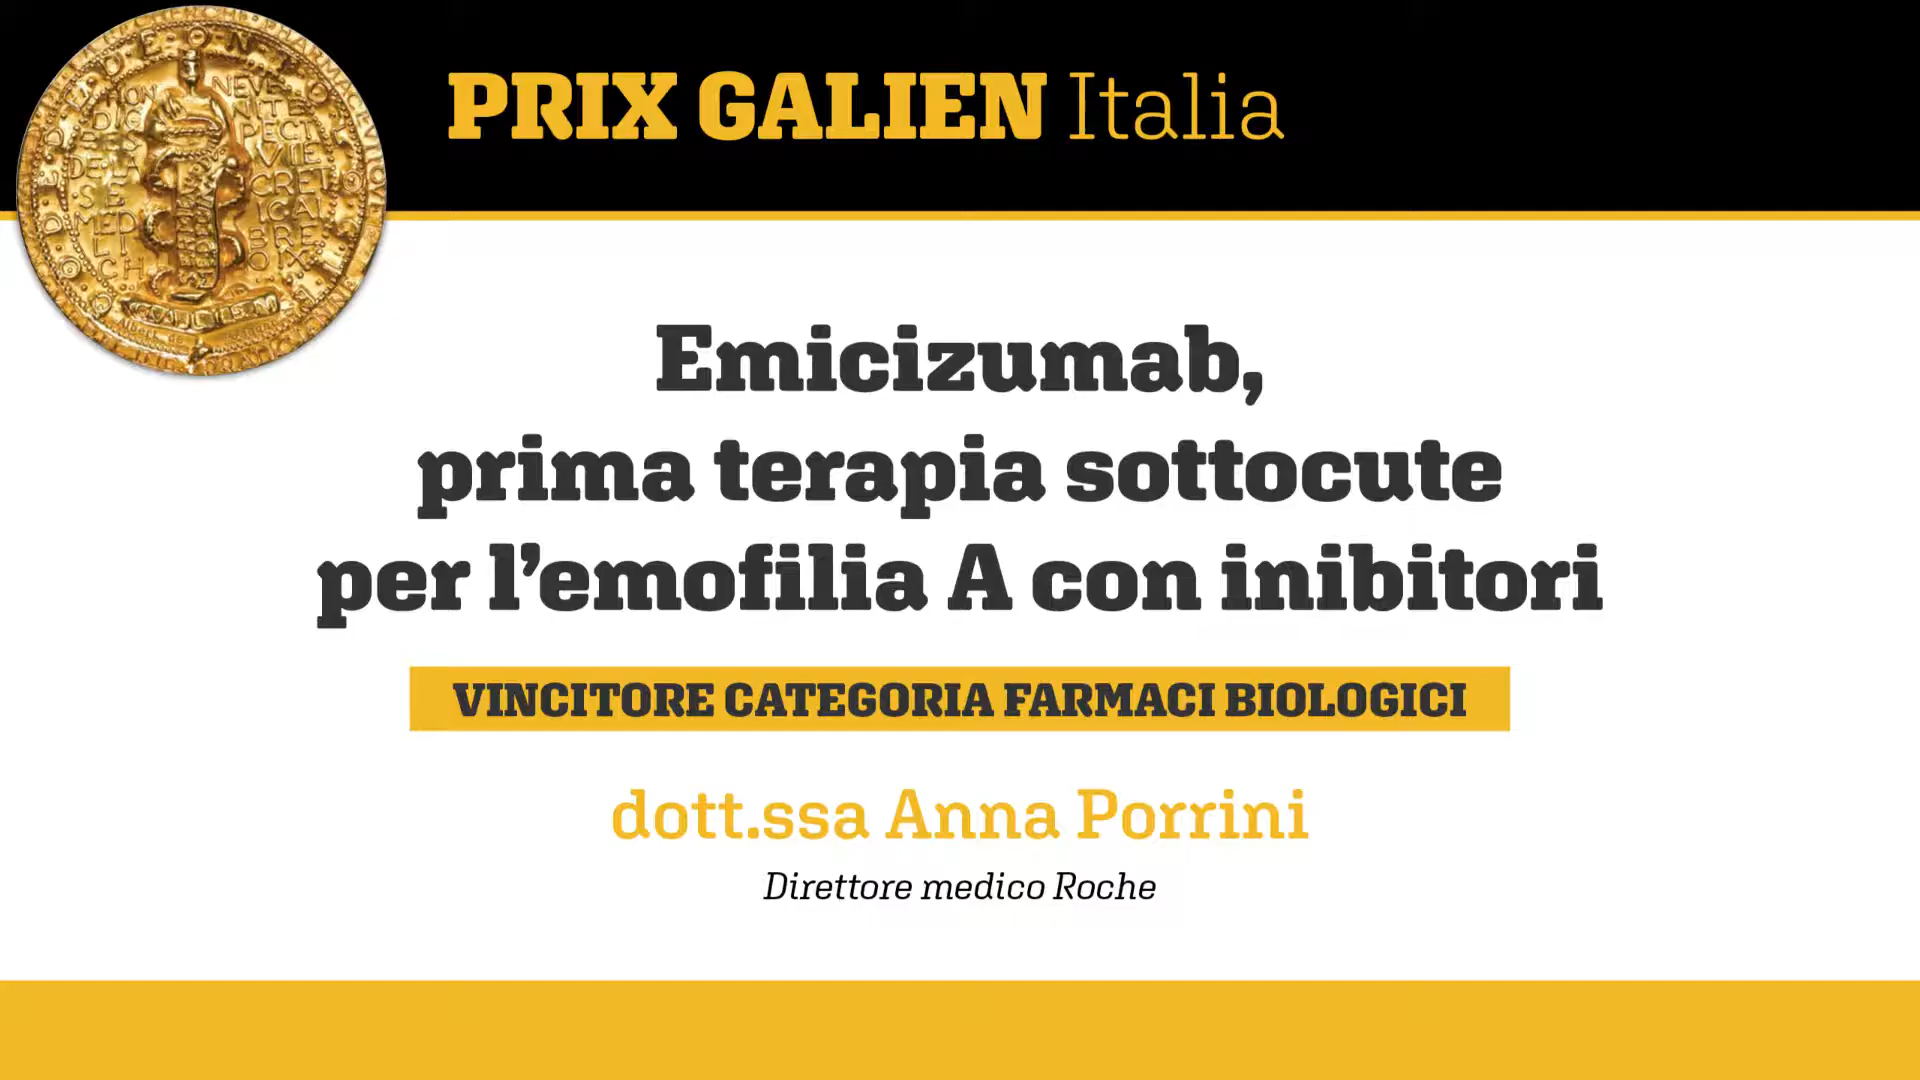 PRIX GALIEN Italia
Emicizumab,
prima terapia sottocute
per l'emofilia A con inibitori
VINCITORE CATEGORIA FARMACI BIOLOGICI
dott.ssa Anna Porrini
Direttore medico Roche